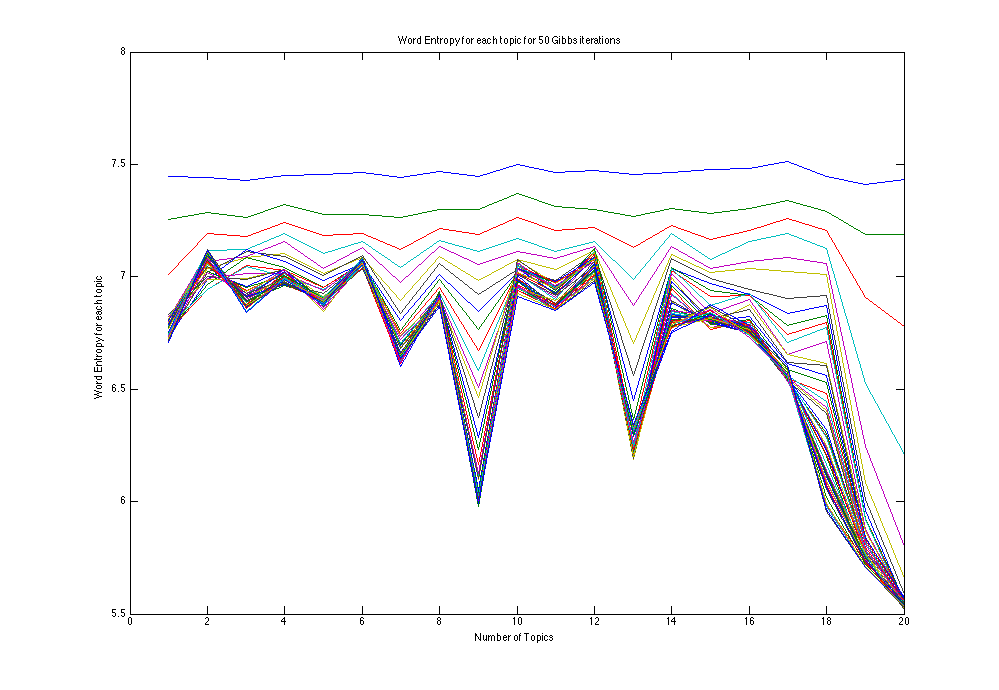 Word Entropy for each topic for 50 Gibbs iterations
8
7.5
7
6.5
6
5.5
Word Entropy for each topic
0 2 4 6 8 10 12 14 16 18 20
Number of Topics